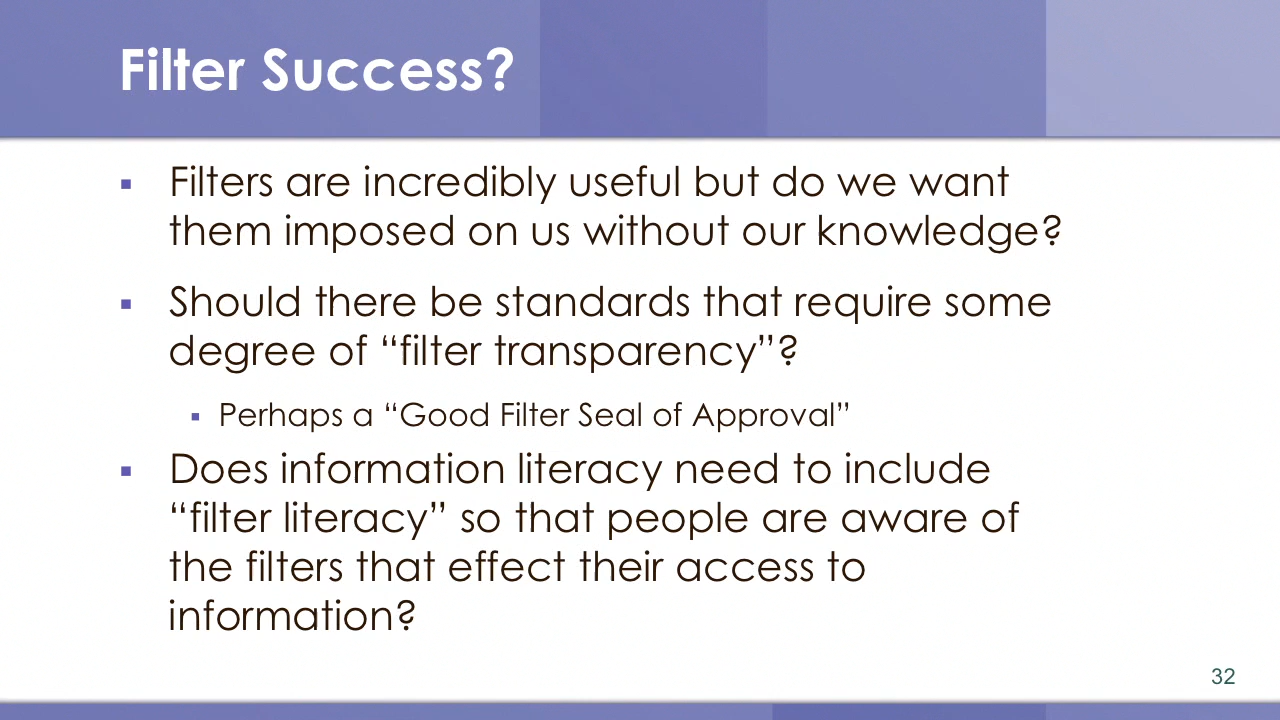 Filter Success?
▪ Filters are incredibly useful but do we want
them imposed on us without our knowledge?
▪ Should there be standards that require some
degree of “filter transparency”?
▪ Perhaps a “Good Filter Seal of Approval”
▪ Does information literacy need to include
“filter literacy” so that people are aware of
the filters that effect their access to
information?
32